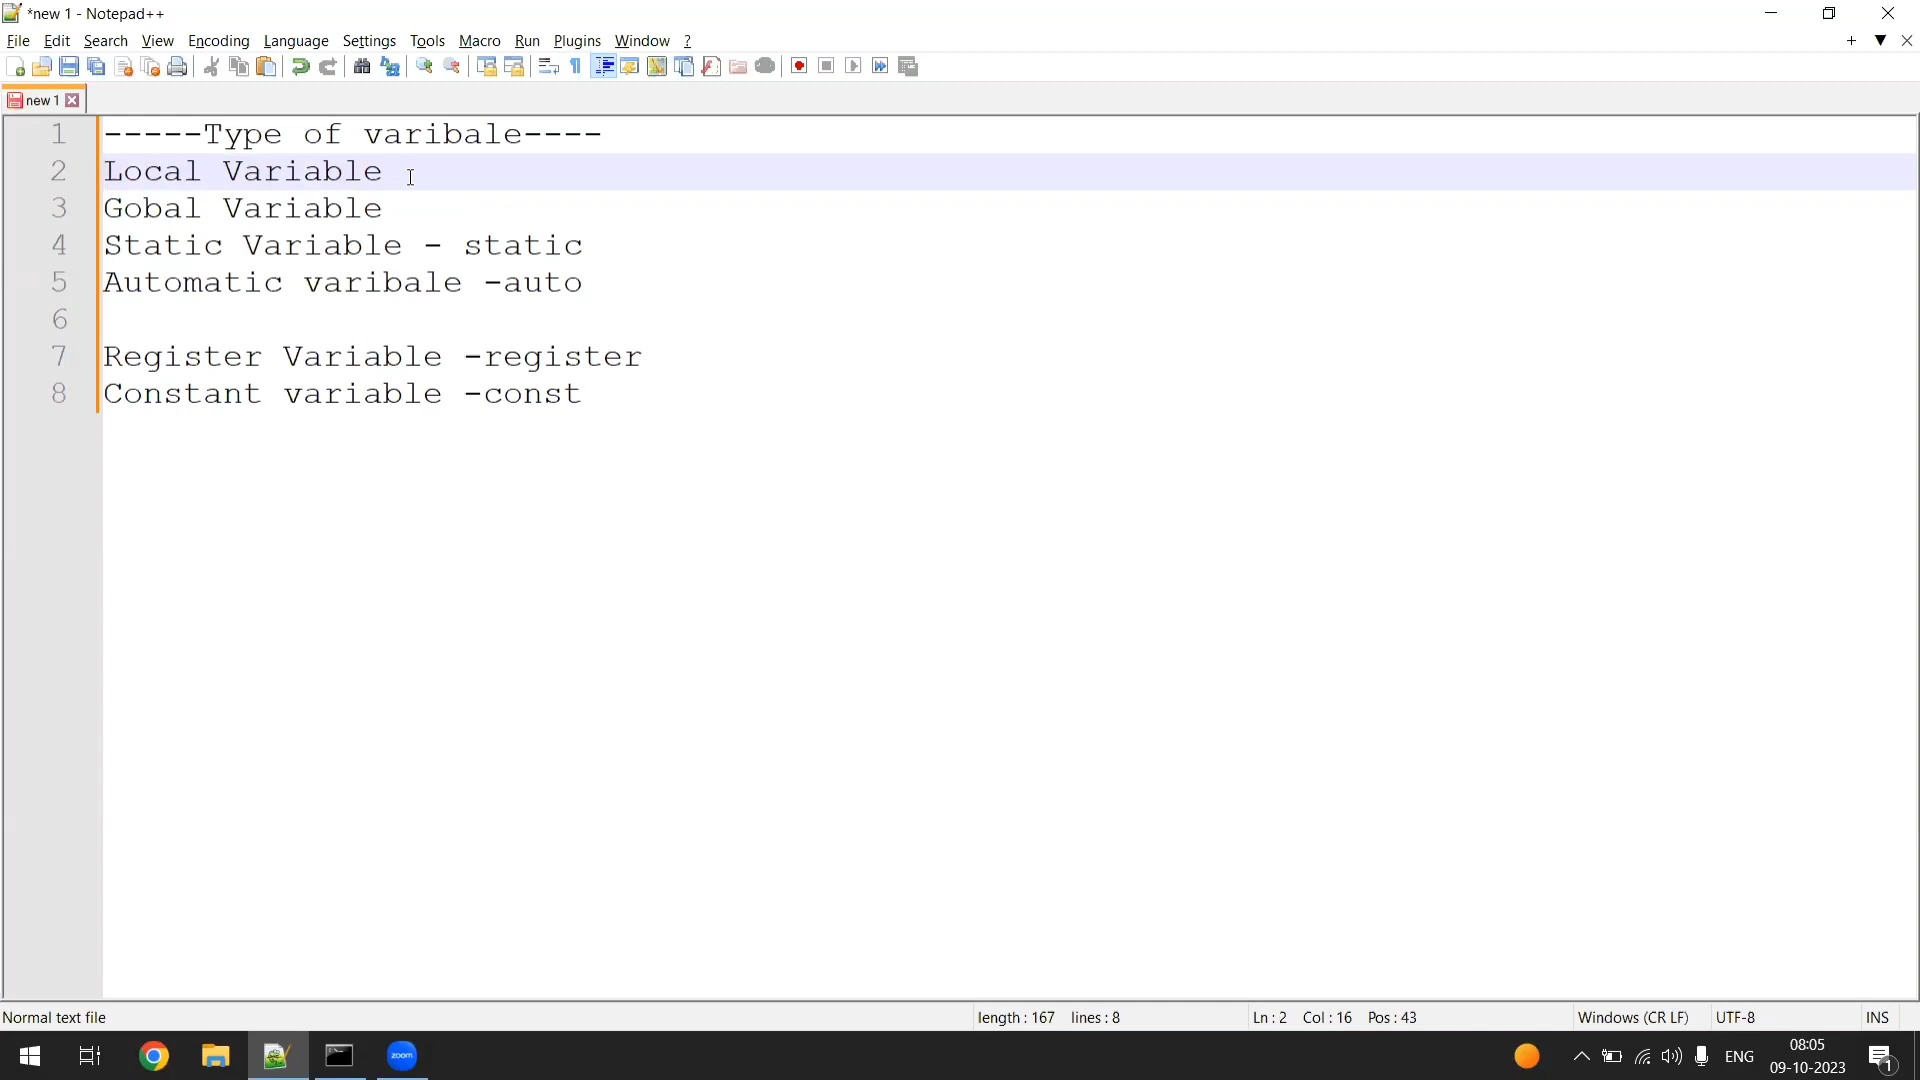 *new 1 - Notepad++
File Edit Search View Encoding Language Settings Tools Macro Run Plugins Window ?
new 1
1 -----Type of varibale----
2 Local Variable
3 Gobal Variable
4 Static Variable - static
5 Automatic varibale -auto
6
7 Register Variable -register
8 Constant variable -const
Normal text file length : 167 lines : 8 Ln : 2 Col : 16 Pos : 43 Windows (CR LF) UTF-8 INS
zoom ENG 08:05
09-10-2023 1